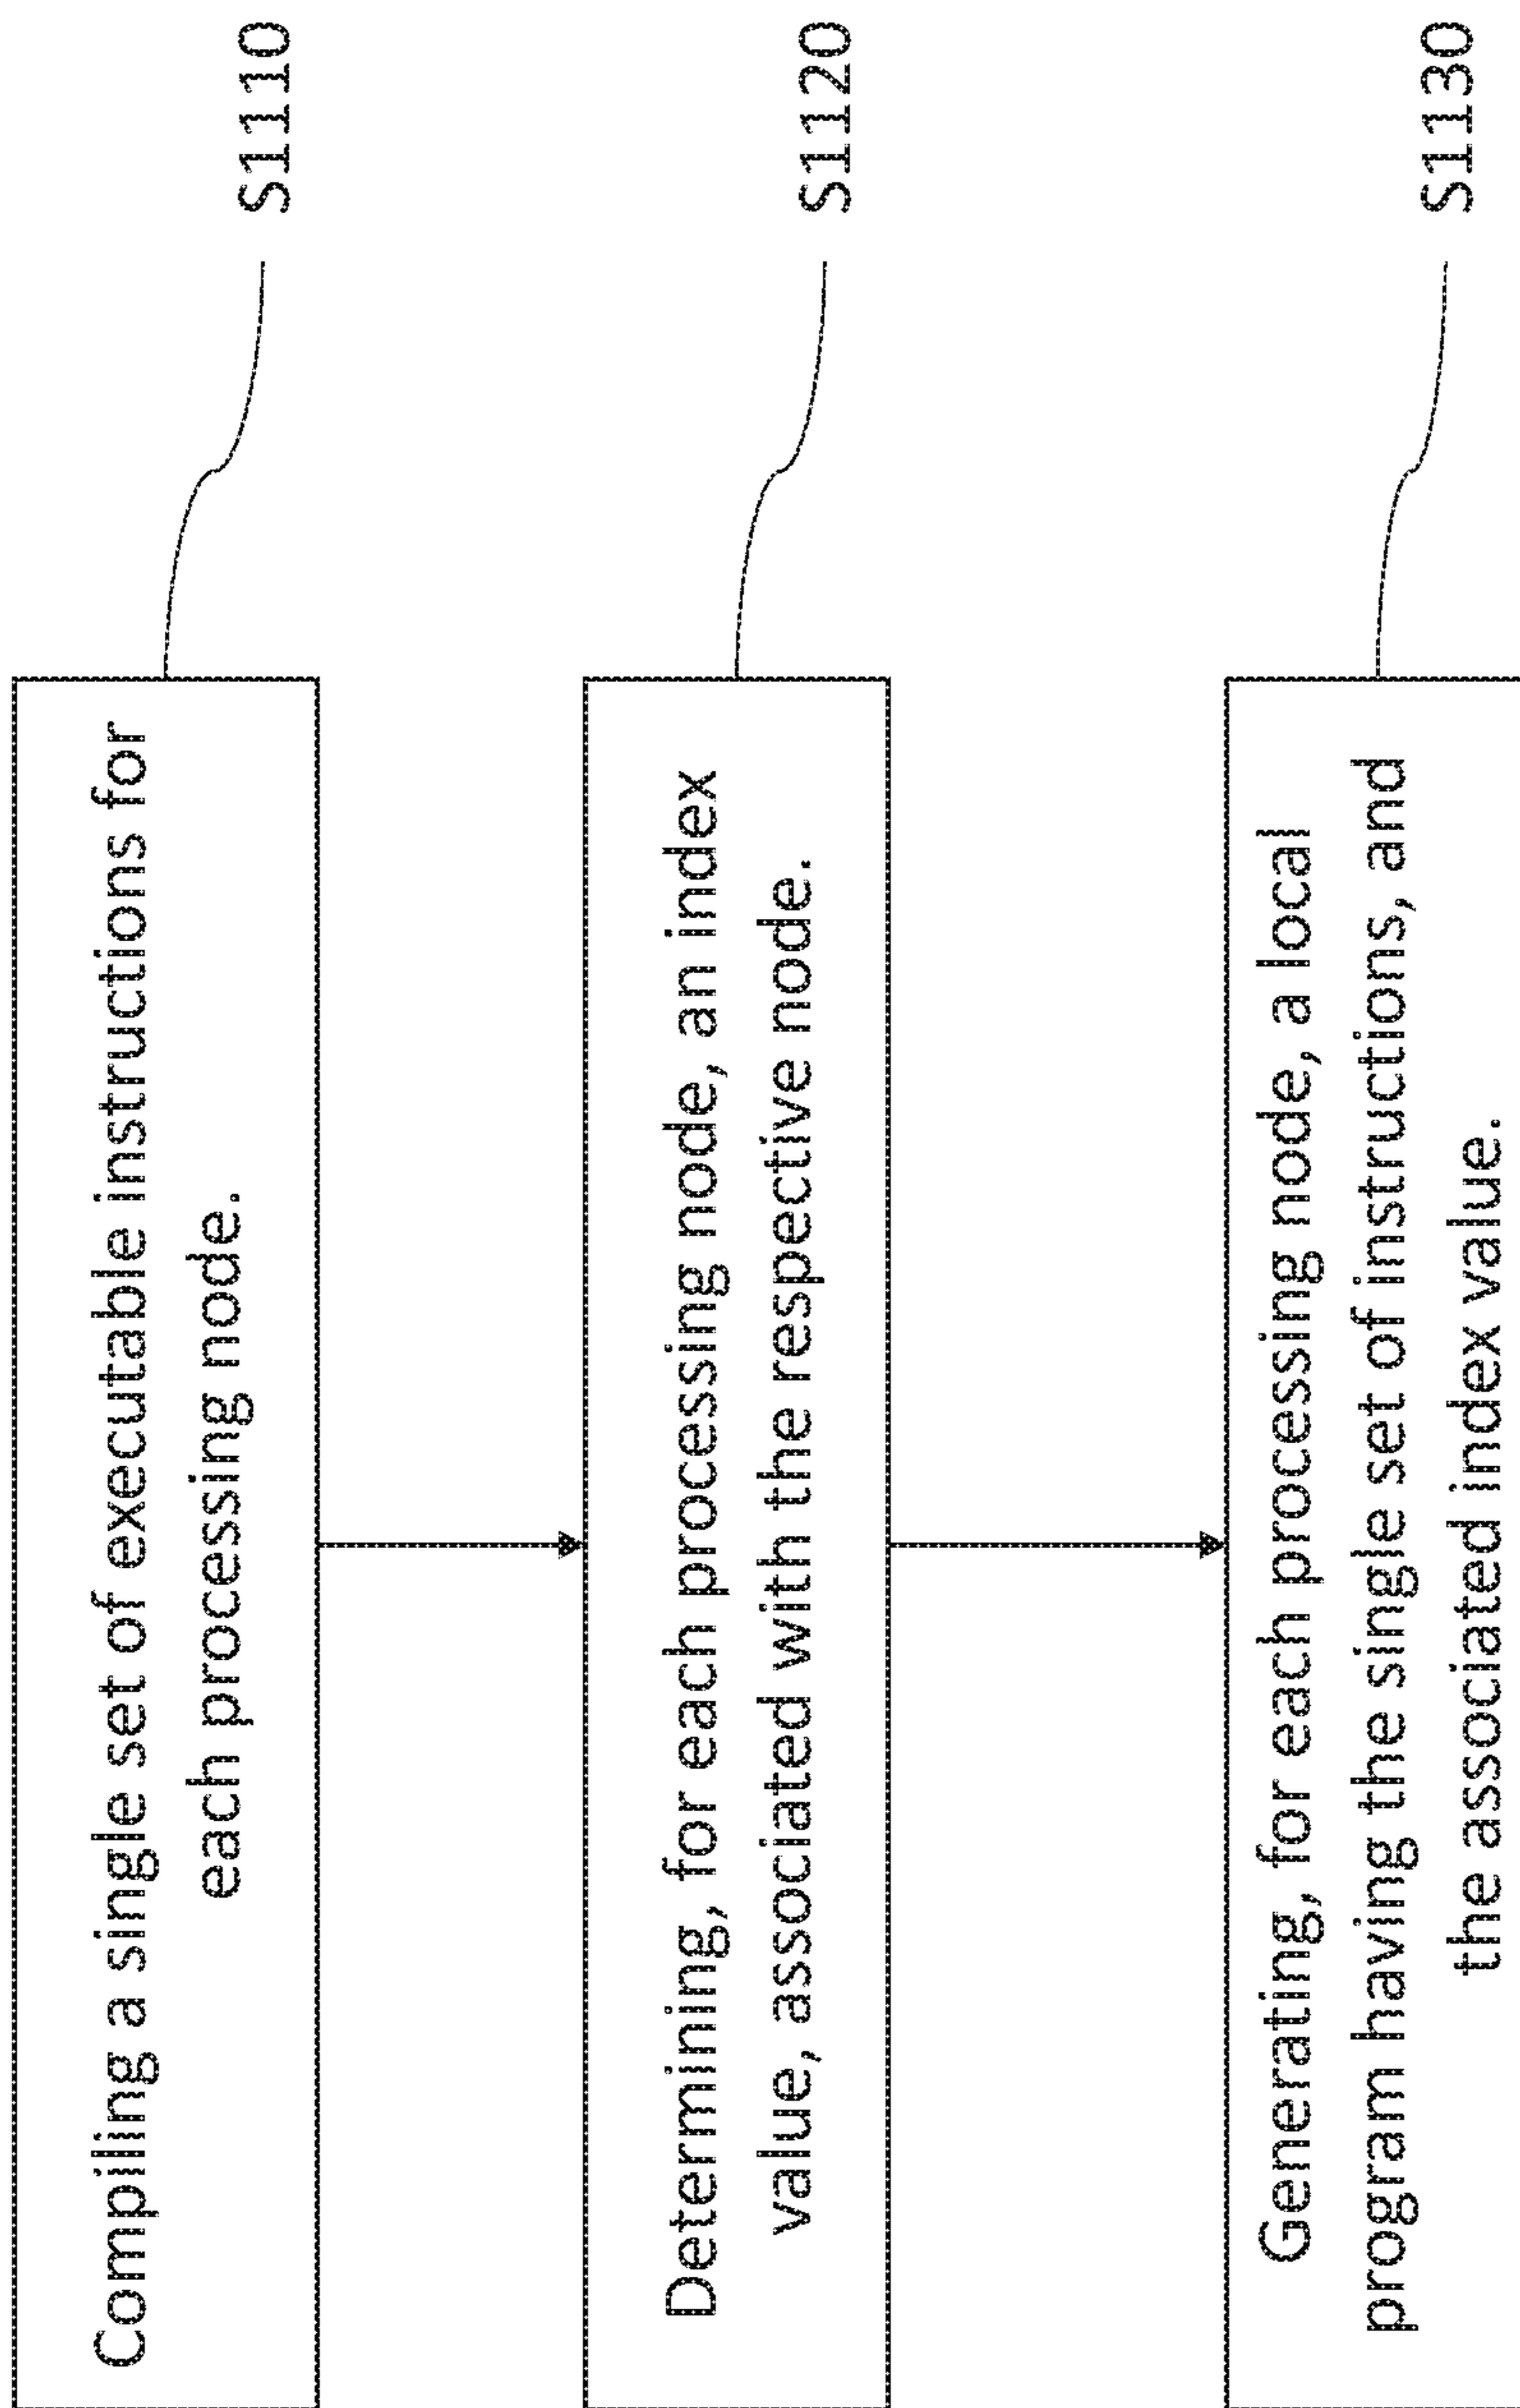 Compiling a single set of executable instructions for
each processing node.
S1110
Determining, for each processing node, an index
value, associated with the respective node.
S1120
Generating, for each processing node, a local
program having the single set of instructions, and
the associated index value.
S1130